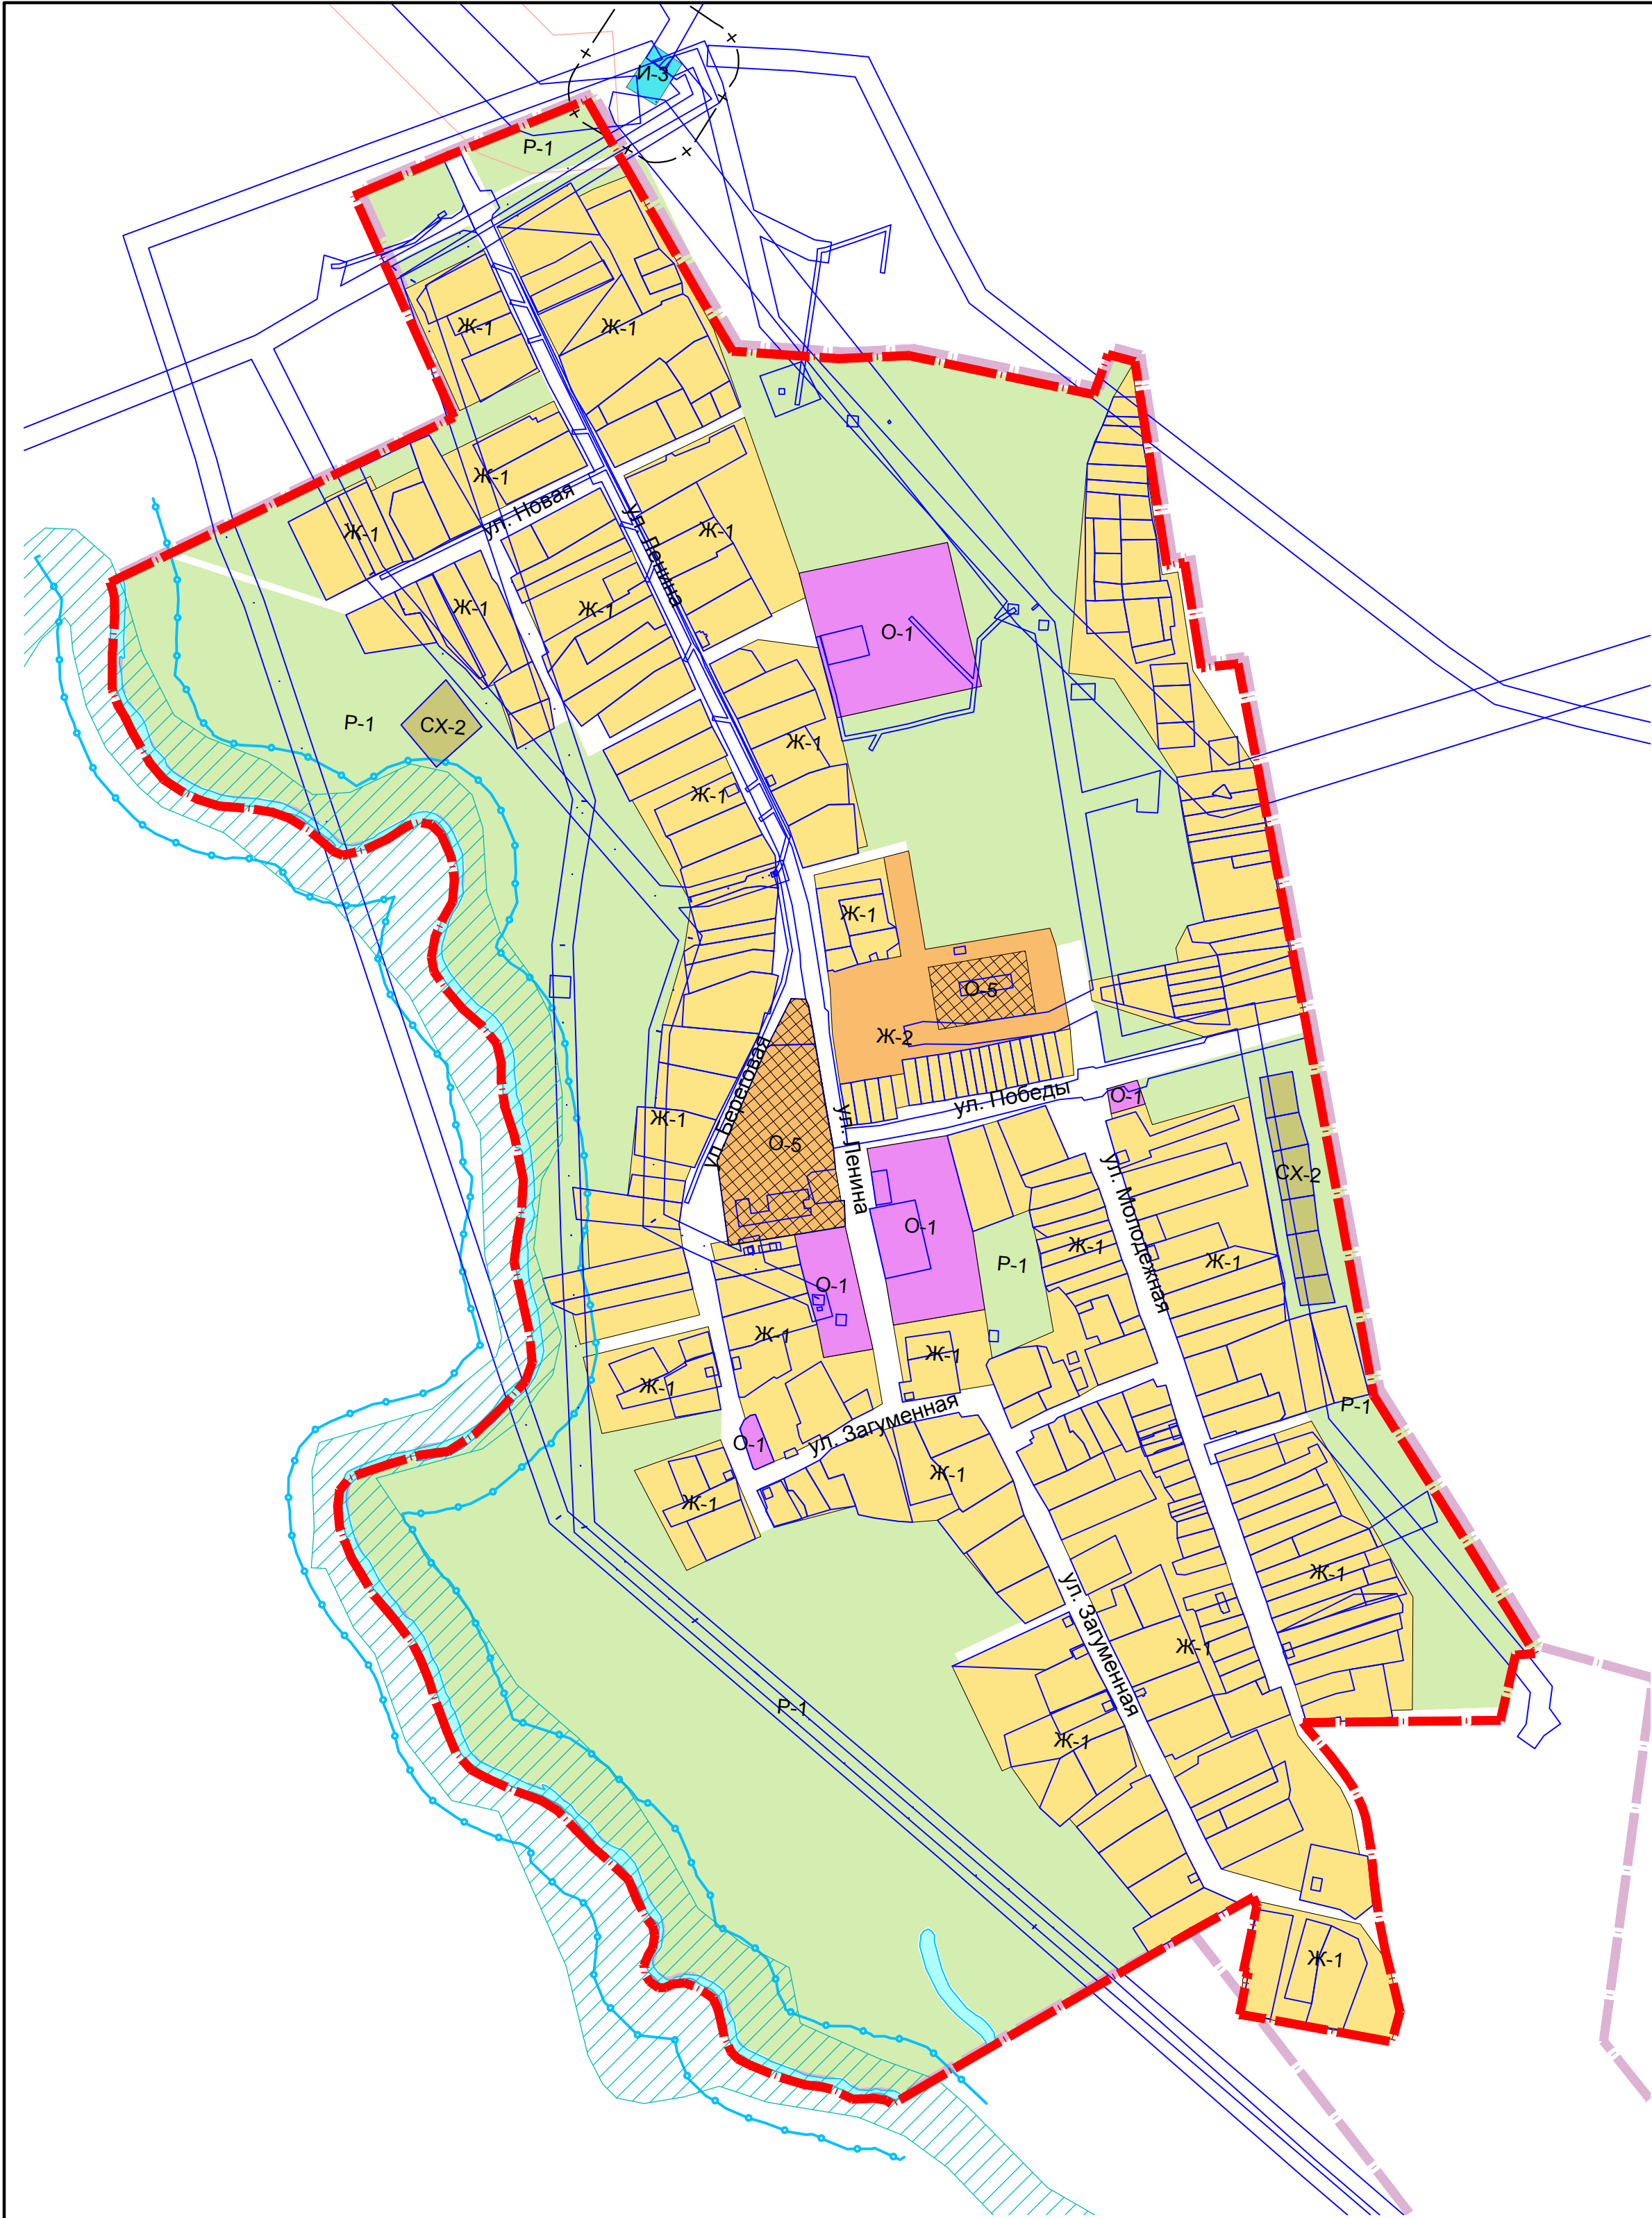 И-3
Р-1
Ж-1
Ж-1
Ж-1
Ж-1
ул. Новая
ул. Ленина
Ж-1
Ж-1
Ж-1
О-1
Р-1
СХ-2
Ж-1
Ж-1
Ж-1
О-5
Ж-2
ул. Береговая
ул. Победы
О-1
Ж-1
ул. Ленина
О-5
ул. Молодежная
СХ-2
О-1
Ж-1
Р-1
Ж-1
О-1
Ж-1
Ж-1
Ж-1
Р-1
ул. Загуменная
О-1
Ж-1
Ж-1
Ж-1
ул. Загуменная
Ж-1
Р-1
Ж-1
Ж-1